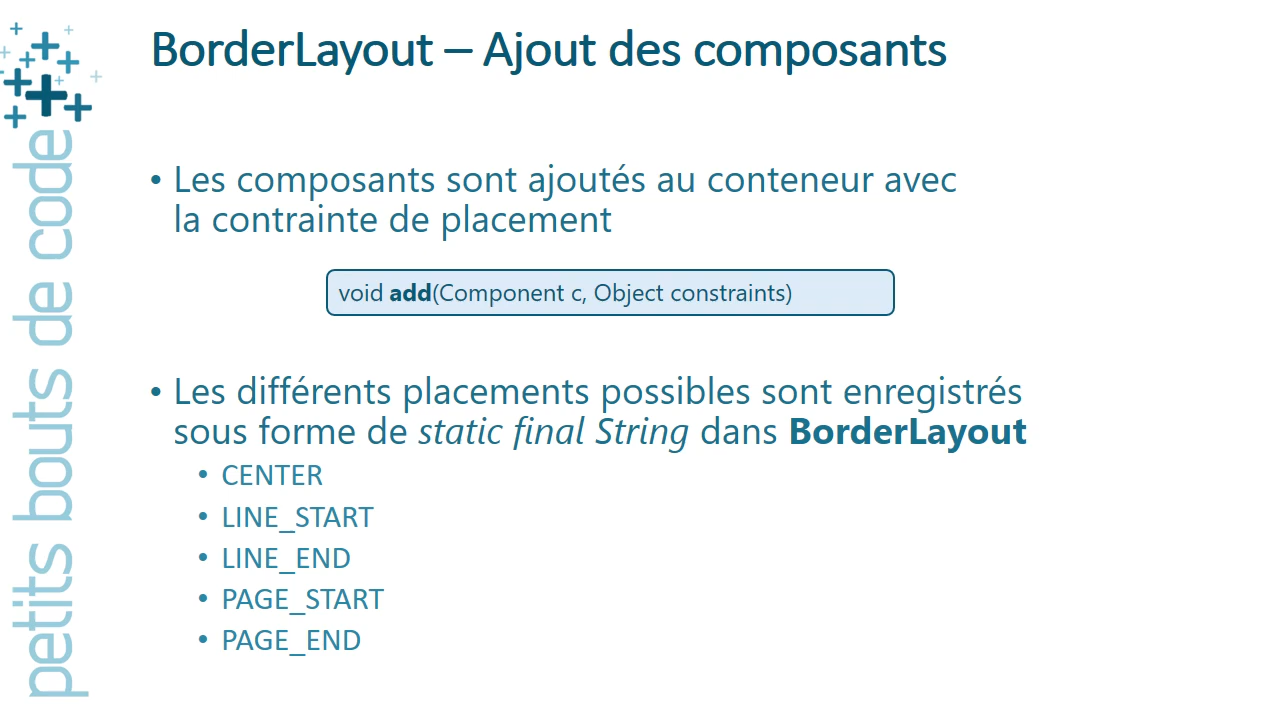 BorderLayout – Ajout des composants
• Les composants sont ajoutés au conteneur avec
la contrainte de placement
void add(Component c, Object constraints)
• Les différents placements possibles sont enregistrés
sous forme de static final String dans BorderLayout
• CENTER
• LINE_START
• LINE_END
• PAGE_START
• PAGE_END
petits bouts de code